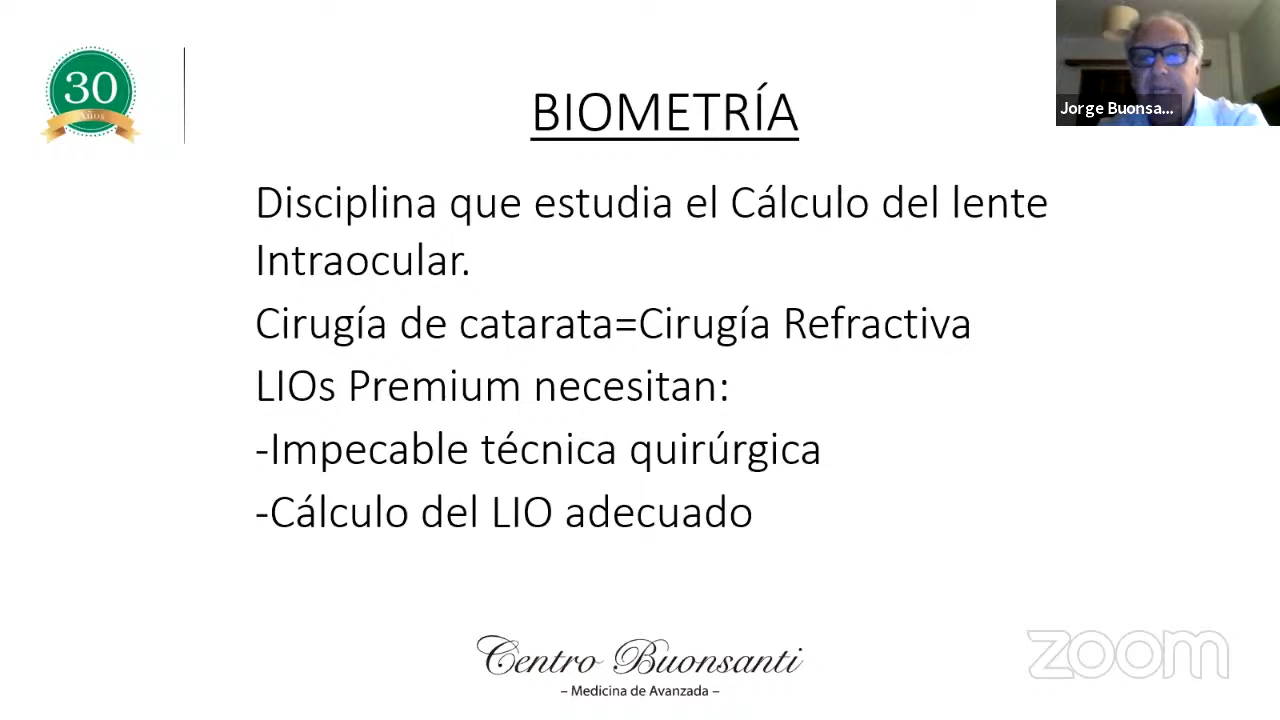 30
Años
BIOMETRÍA
Jorge Buonsa...
Disciplina que estudia el Cálculo del lente
Intraocular.
Cirugía de catarata=Cirugía Refractiva
LIOs Premium necesitan:
-Impecable técnica quirúrgica
-Cálculo del LIO adecuado
Centro Buonsanti
– Medicina de Avanzada –
zoom